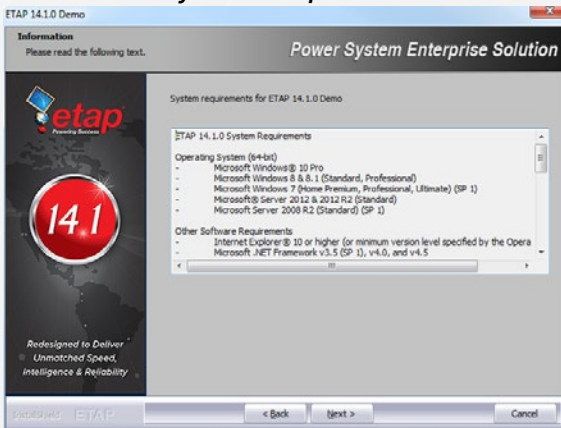 ETAP 14.1.0 Demo
Information
Please read the following text.
Power System Enterprise Solution
etap
Powering Success
System requirements for ETAP 14.1.0 Demo
ETAP 14.1.0 System Requirements
Operating System (64-bit)
- Microsoft Windows® 10 Pro
- Microsoft Windows 8 & 8.1 (Standard, Professional)
- Microsoft Windows 7 (Home Premium, Professional, Ultimate) (SP 1)
- Microsoft® Server 2012 & 2012 R2 (Standard)
- Microsoft Server 2008 R2 (Standard) (SP 1)
Other Software Requirements
- Internet Explorer® 10 or higher (or minimum version level specified by the Opera
- Microsoft .NET Framework v3.5 (SP 1), v4.0, and v4.5
14.1
Redesigned to Deliver
Unmatched Speed,
Intelligence & Reliability
InstallShield ETAP
< Back
Next >
Cancel